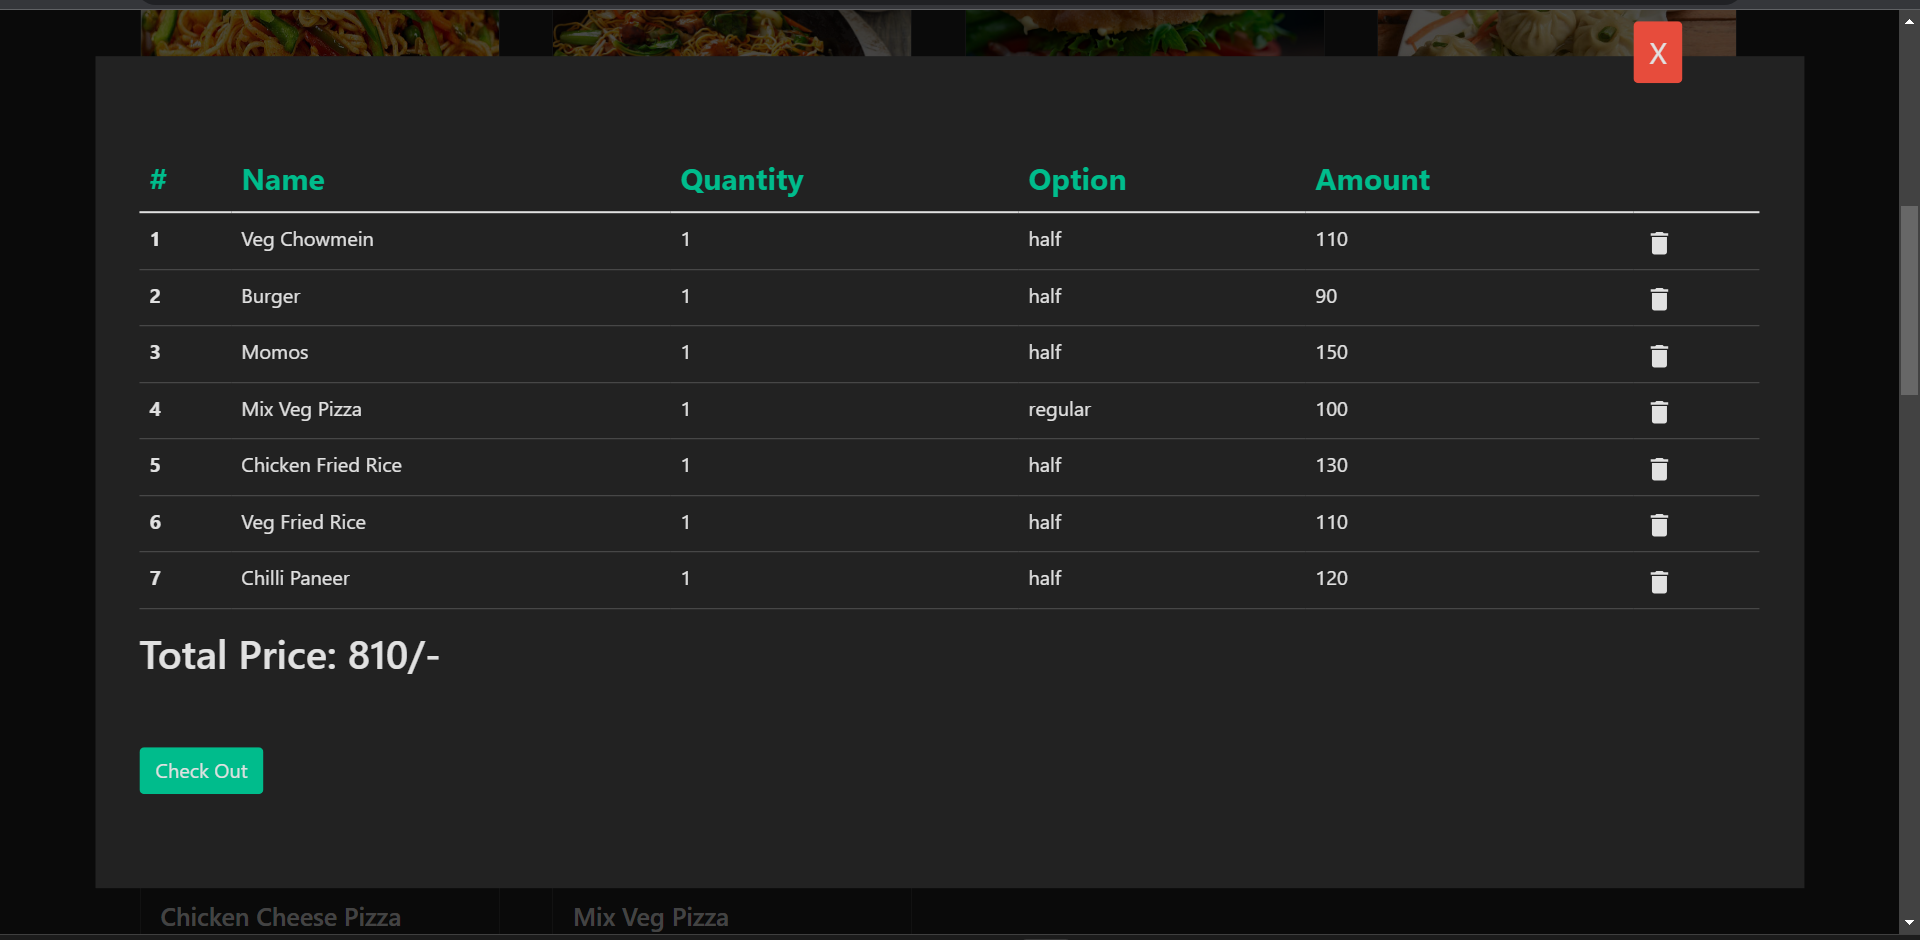 X
# Name Quantity Option Amount
1 Veg Chowmein 1 half 110
2 Burger 1 half 90
3 Momos 1 half 150
4 Mix Veg Pizza 1 regular 100
5 Chicken Fried Rice 1 half 130
6 Veg Fried Rice 1 half 110
7 Chilli Paneer 1 half 120
Total Price: 810/-
Check Out
Chicken Cheese Pizza Mix Veg Pizza